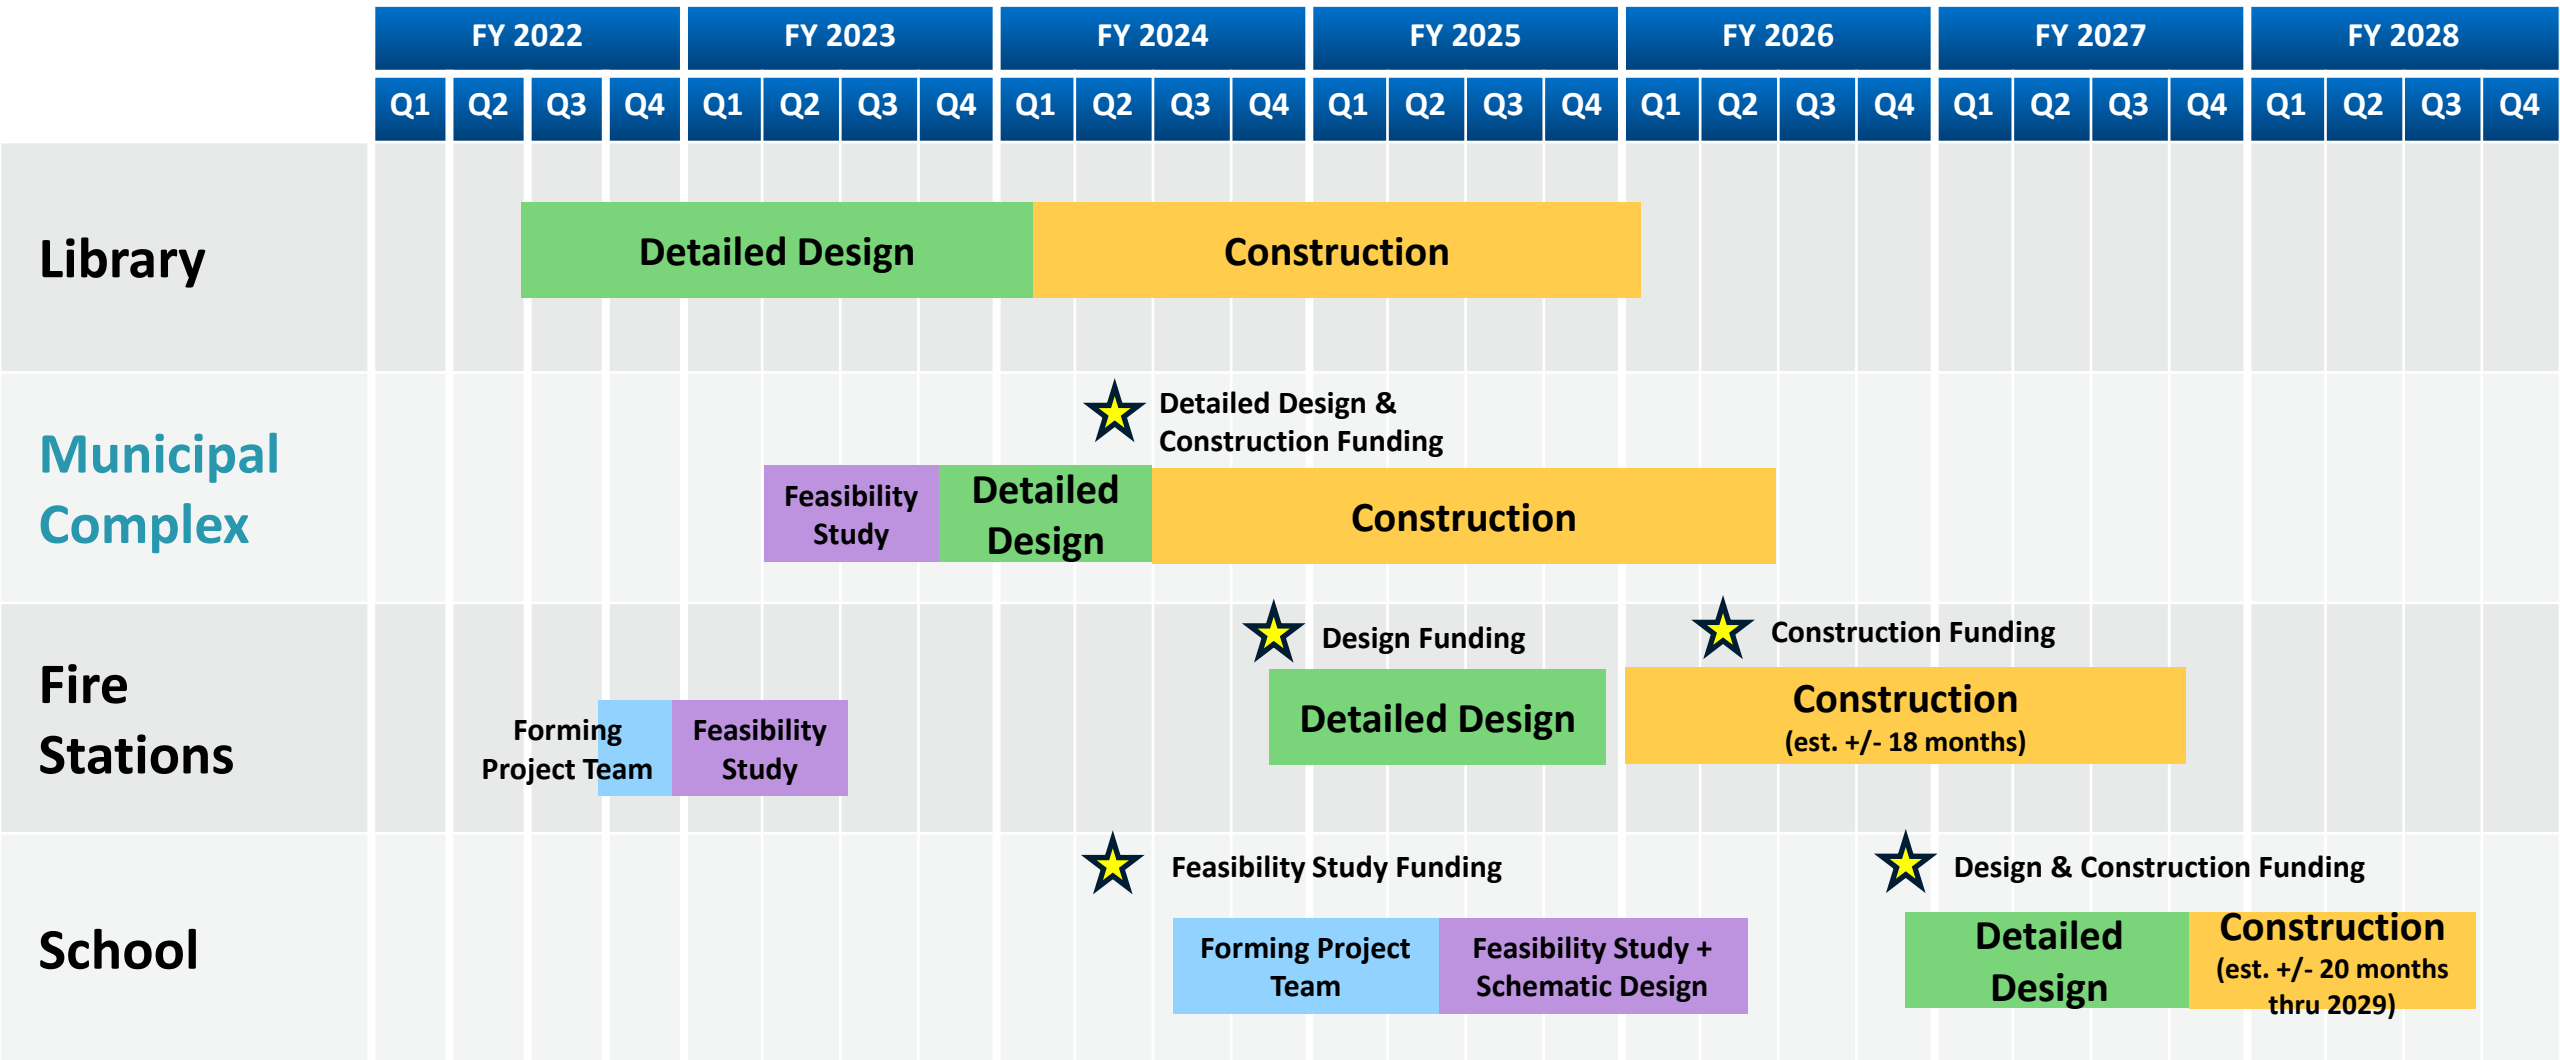 FY 2022 FY 2023 FY 2024 FY 2025 FY 2026 FY 2027 FY 2028
Q1 Q2 Q3 Q4 Q1 Q2 Q3 Q4 Q1 Q2 Q3 Q4 Q1 Q2 Q3 Q4 Q1 Q2 Q3 Q4 Q1 Q2 Q3 Q4 Q1 Q2 Q3 Q4
Library
Detailed Design
Construction
Municipal
Complex
Detailed Design &
Construction Funding
Feasibility
Study
Detailed
Design
Construction
Fire
Stations
Design Funding
Construction Funding
Forming
Project Team
Feasibility
Study
Detailed Design
Construction
(est. +/- 18 months)
School
Feasibility Study Funding
Design & Construction Funding
Forming Project
Team
Feasibility Study +
Schematic Design
Detailed
Design
Construction
(est. +/- 20 months
thru 2029)